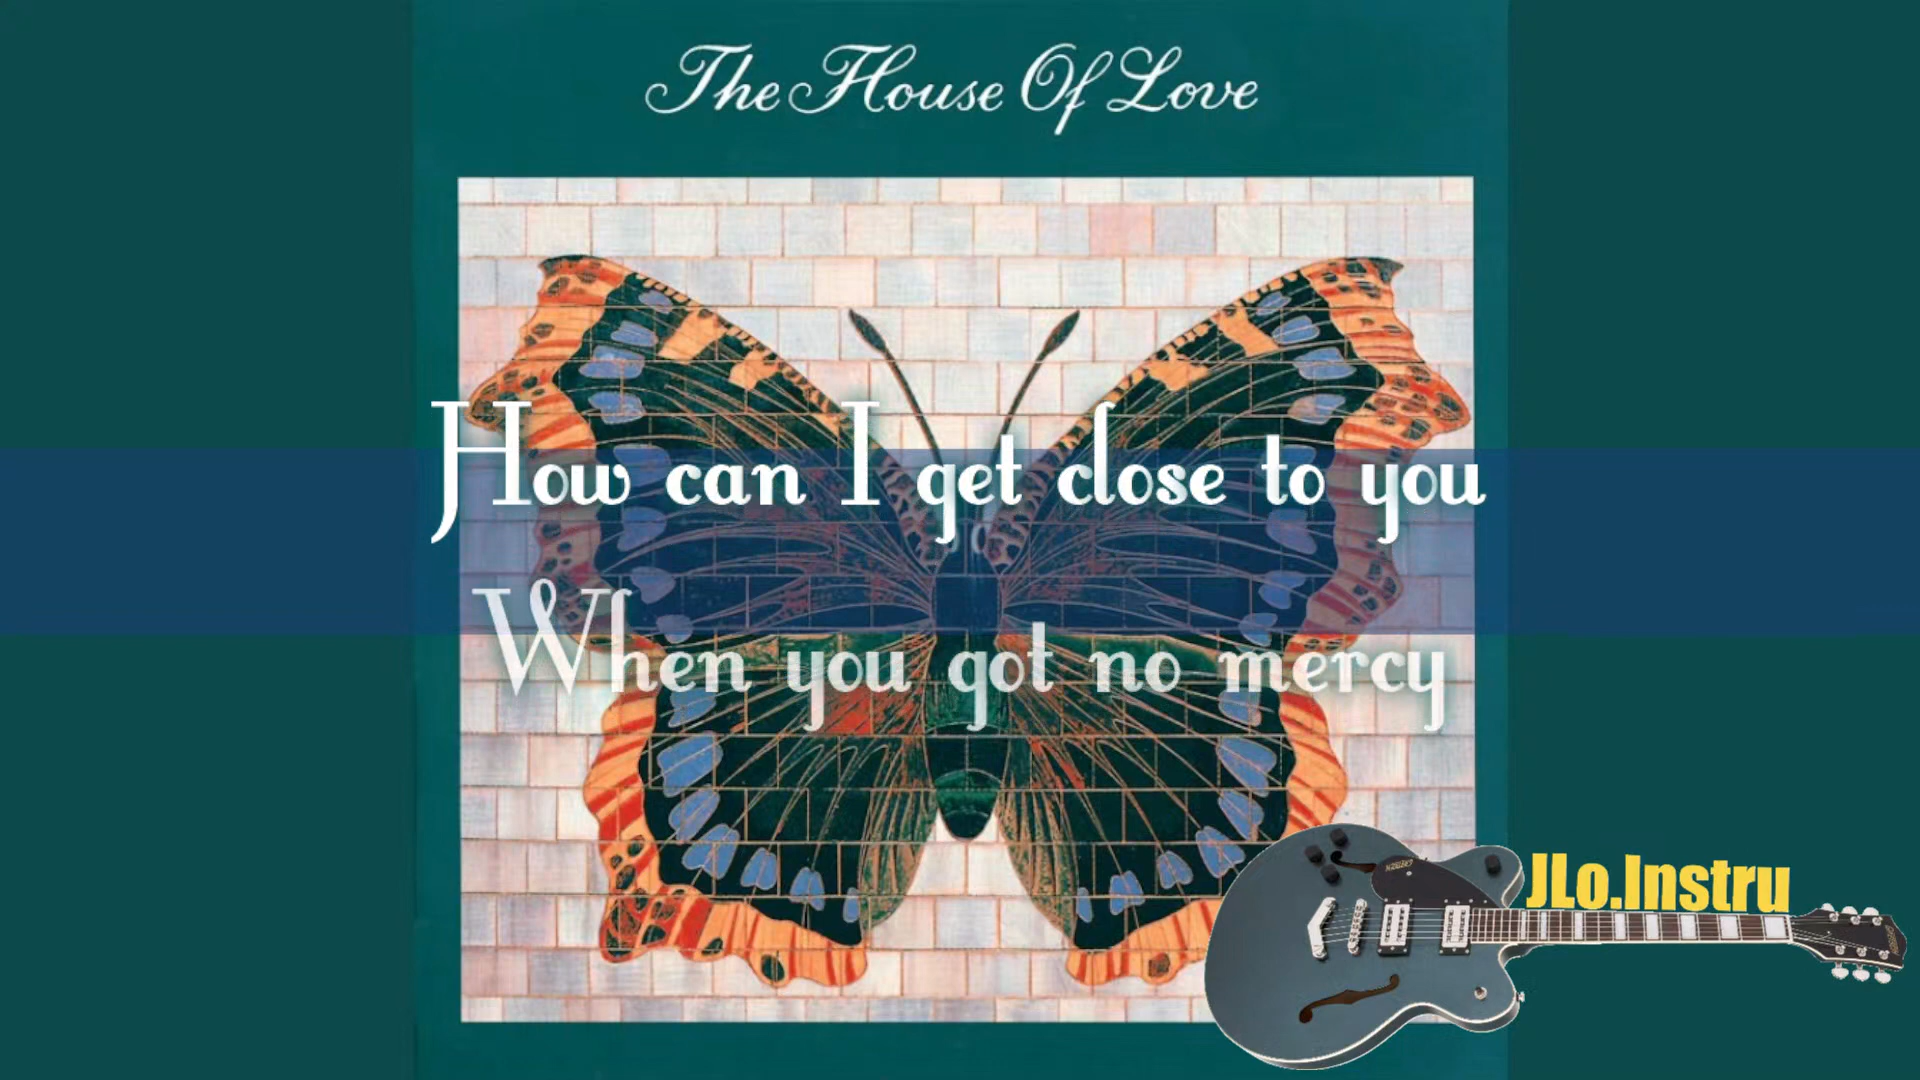 The House Of Love
How can I get close to you
When you got no mercy
JLo.Instru